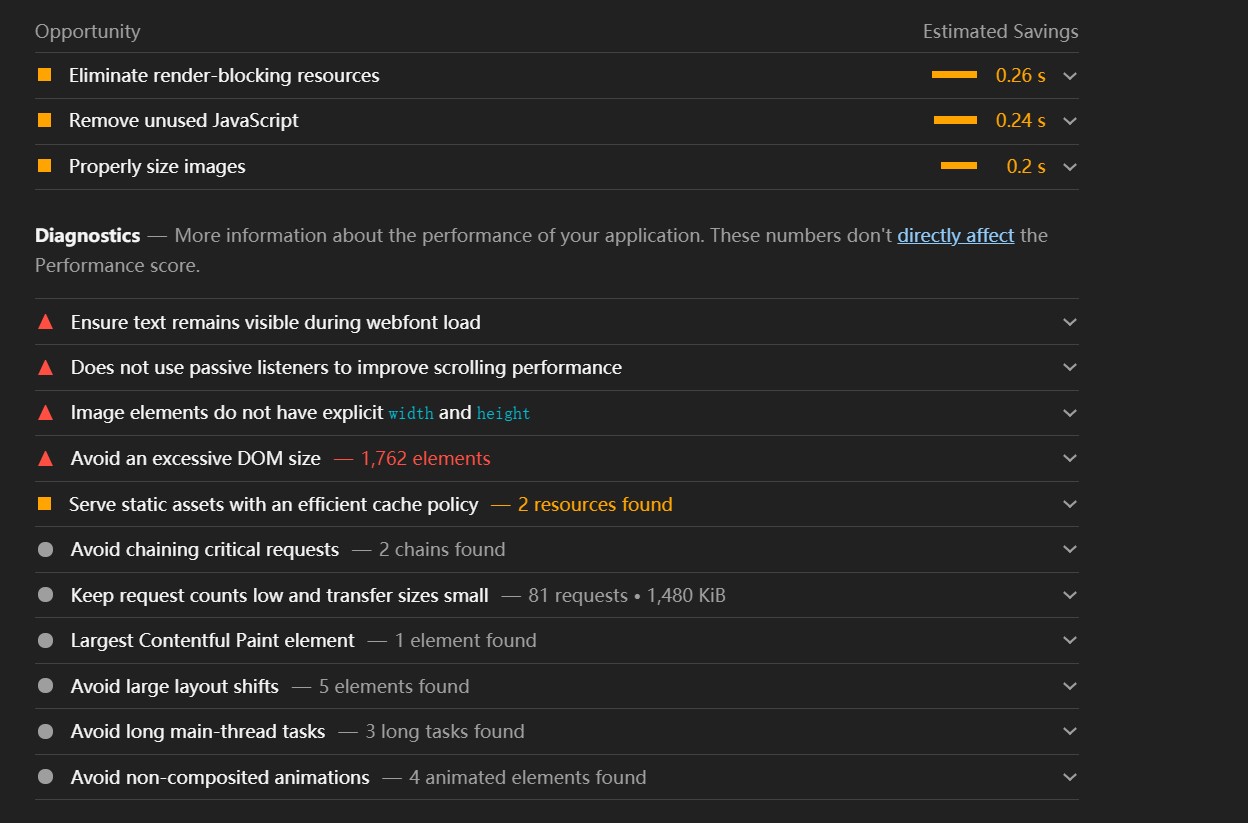 Opportunity Estimated Savings
Eliminate render-blocking resources 0.26 s
Remove unused JavaScript 0.24 s
Properly size images 0.2 s
Diagnostics — More information about the performance of your application. These numbers don't directly affect the
Performance score.
Ensure text remains visible during webfont load
Does not use passive listeners to improve scrolling performance
Image elements do not have explicit width and height
Avoid an excessive DOM size — 1,762 elements
Serve static assets with an efficient cache policy — 2 resources found
Avoid chaining critical requests — 2 chains found
Keep request counts low and transfer sizes small — 81 requests • 1,480 KiB
Largest Contentful Paint element — 1 element found
Avoid large layout shifts — 5 elements found
Avoid long main-thread tasks — 3 long tasks found
Avoid non-composited animations — 4 animated elements found